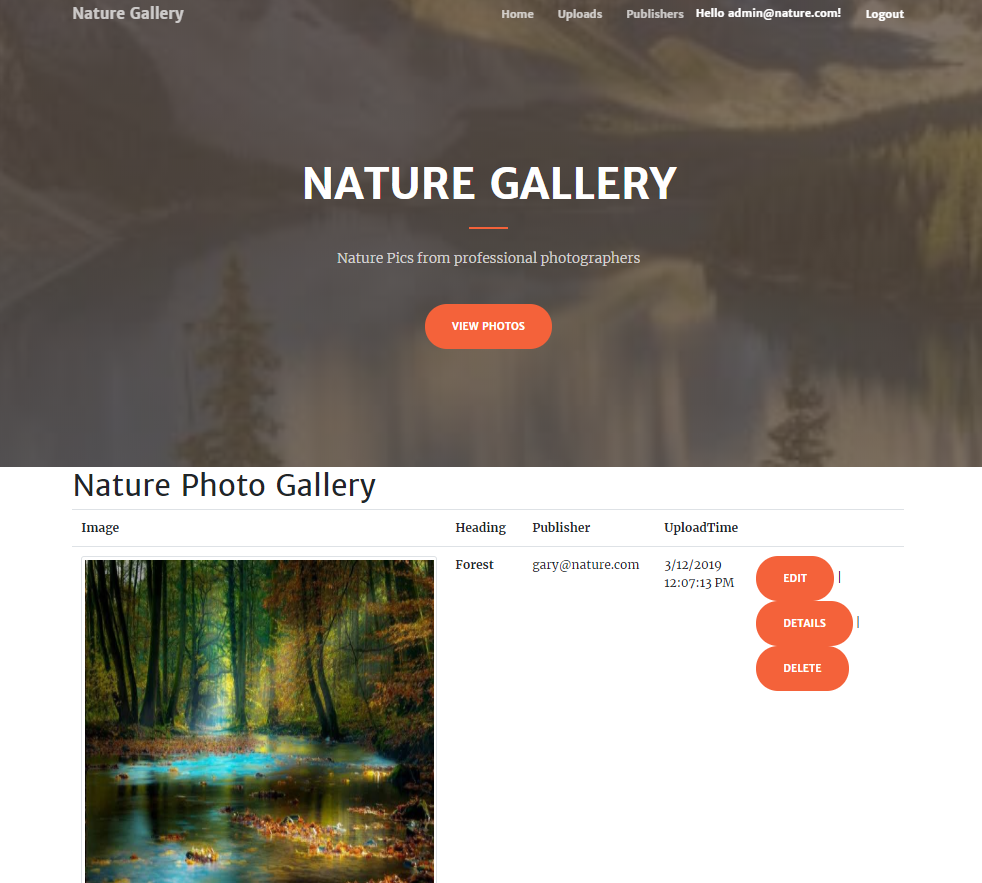 Nature Gallery Home Uploads Publishers Hello admin@nature.com! Logout
NATURE GALLERY
Nature Pics from professional photographers
VIEW PHOTOS
Nature Photo Gallery
Image Heading Publisher UploadTime
Forest gary@nature.com 3/12/2019
12:07:13 PM
EDIT |
DETAILS |
DELETE